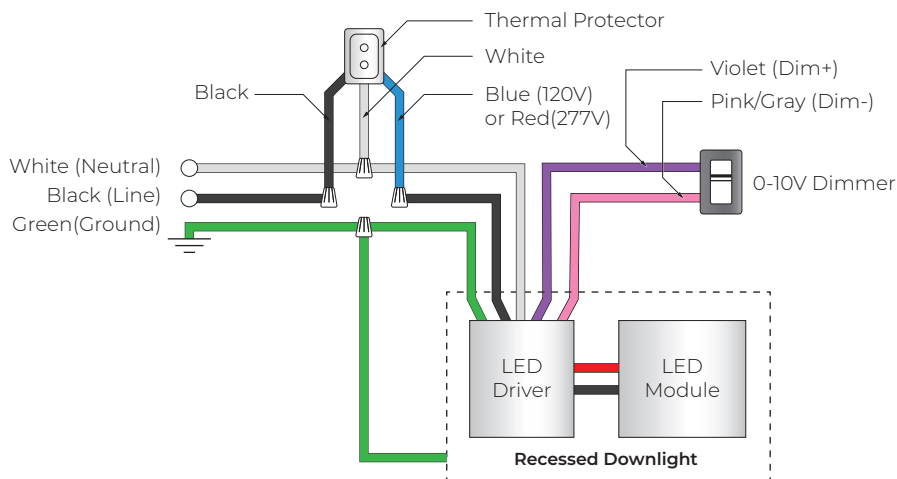 Thermal Protector
White
Violet (Dim+)
Black
Blue (120V)
or Red(277V)
Pink/Gray (Dim-)
White (Neutral)
Black (Line)
0-10V Dimmer
Green(Ground)
LED
Driver
LED
Module
Recessed Downlight